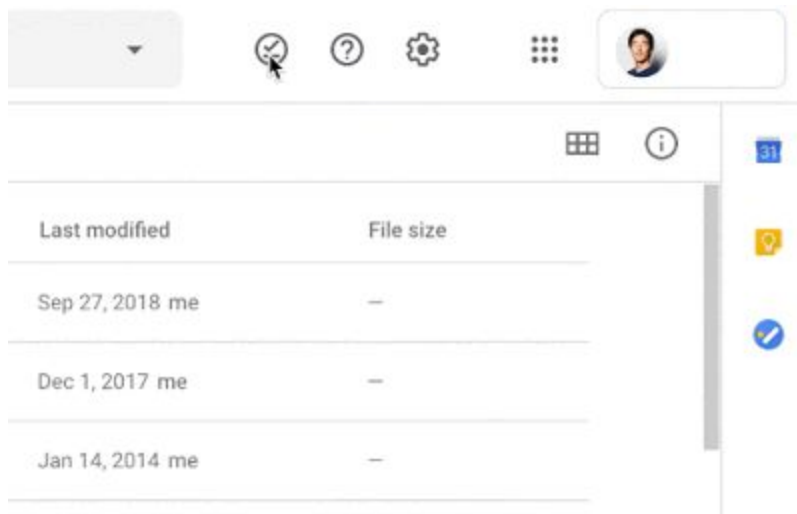 31
Last modified File size
Sep 27, 2018 me —
Dec 1, 2017 me —
Jan 14, 2014 me —